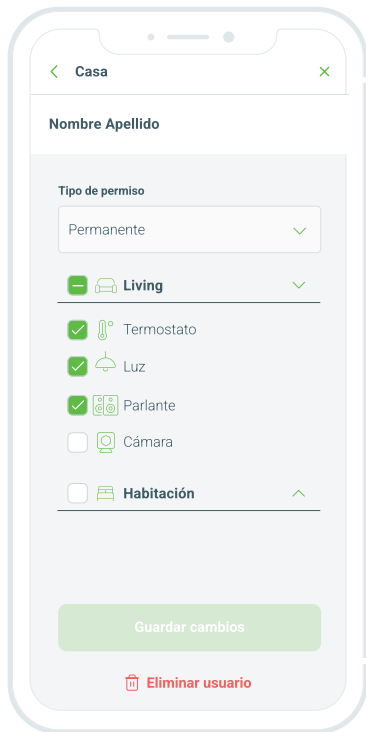 Casa
Nombre Apellido
Tipo de permiso
Permanente
Living
Termostato
Luz
Parlante
Cámara
Habitación
Guardar cambios
Eliminar usuario